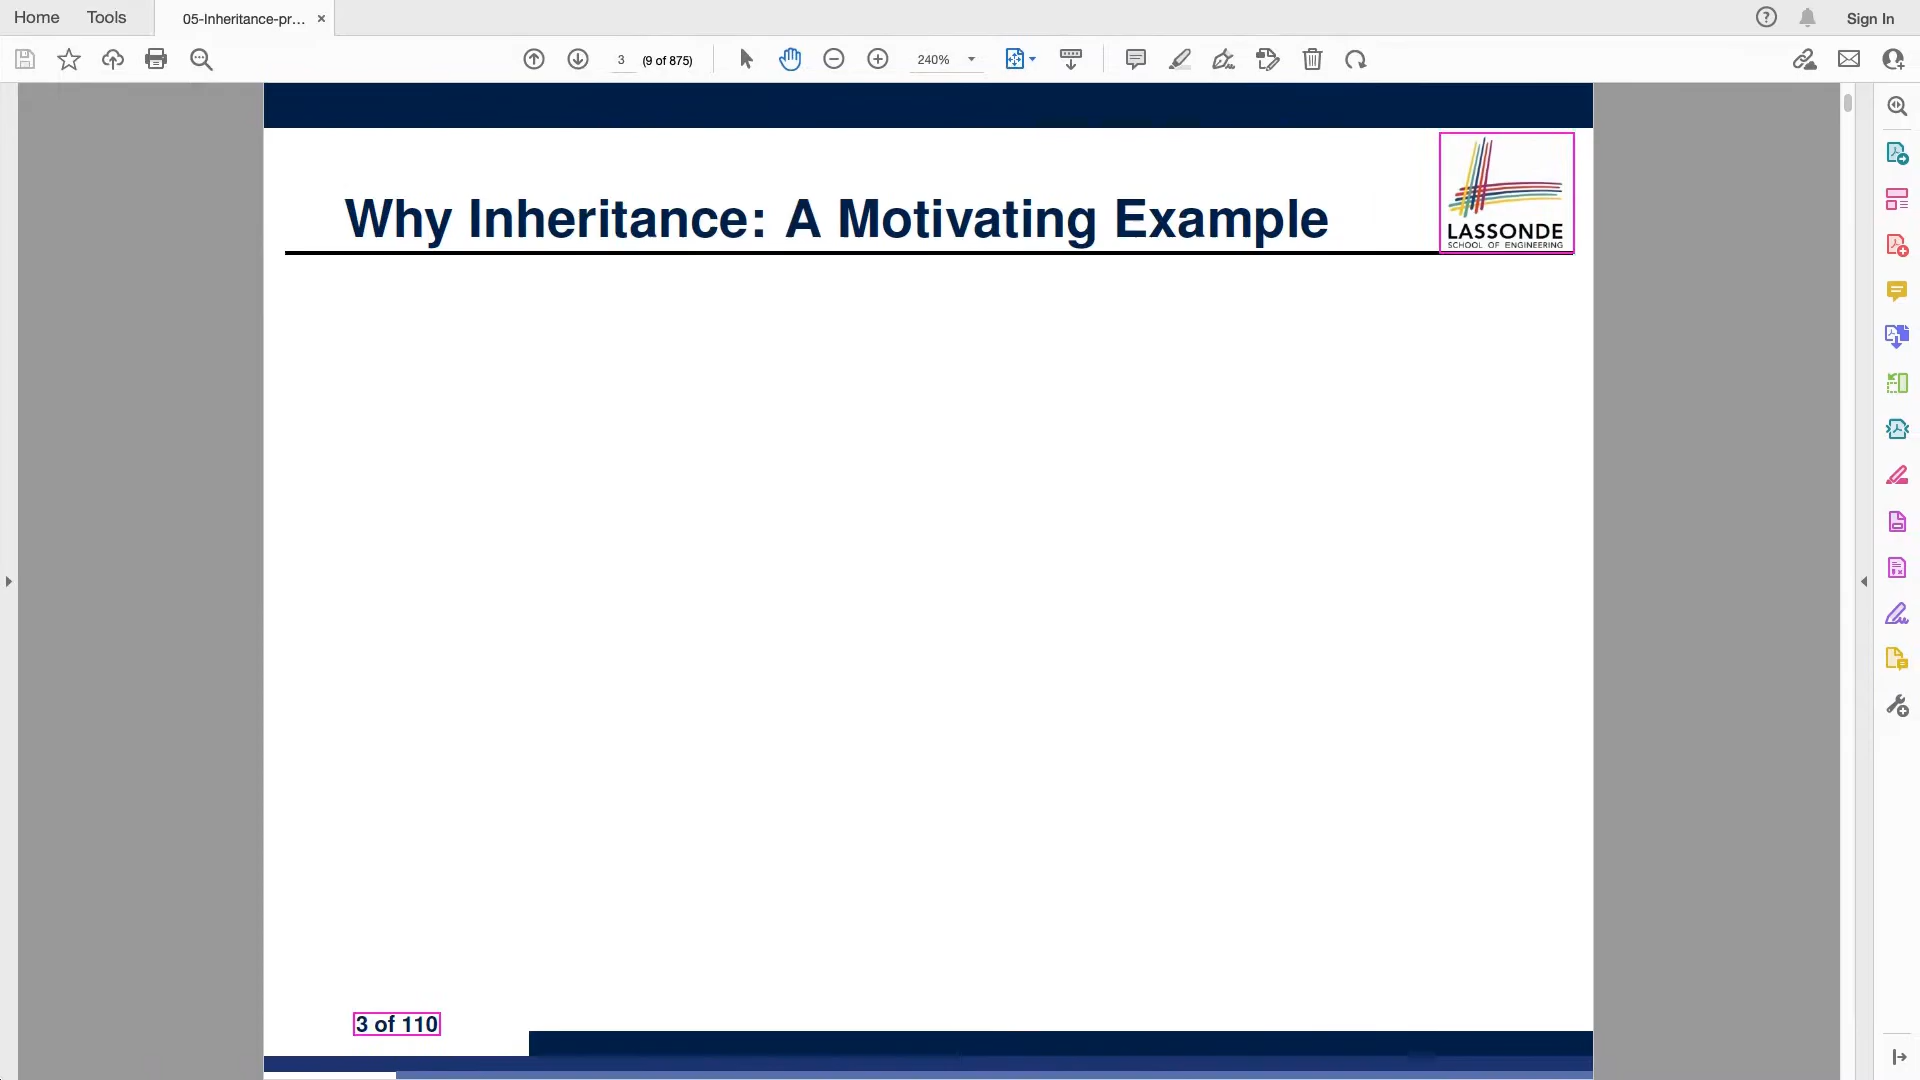 Home Tools 05-Inheritance-pr... × Sign In
3 (9 of 875) 240%
Why Inheritance: A Motivating Example
LASSONDE
SCHOOL OF ENGINEERING
3 of 110